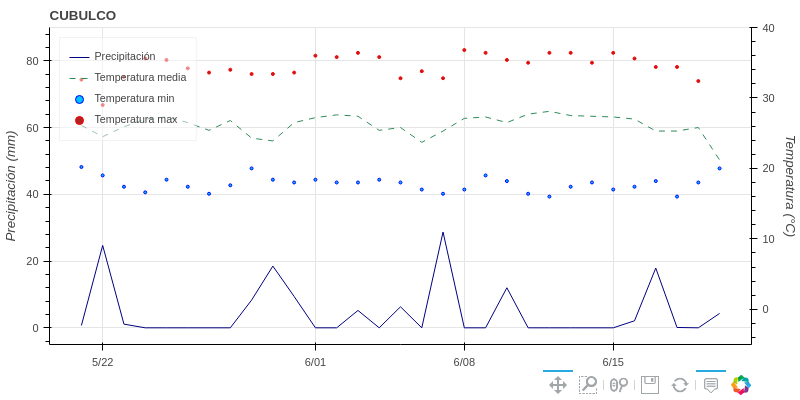 CUBULCO
Precipitación
Temperatura media
Temperatura min
Temperatura max
Precipitación (mm)
80
60
40
20
0
Temperatura (°C)
40
30
20
10
0
5/22
6/01
6/08
6/15